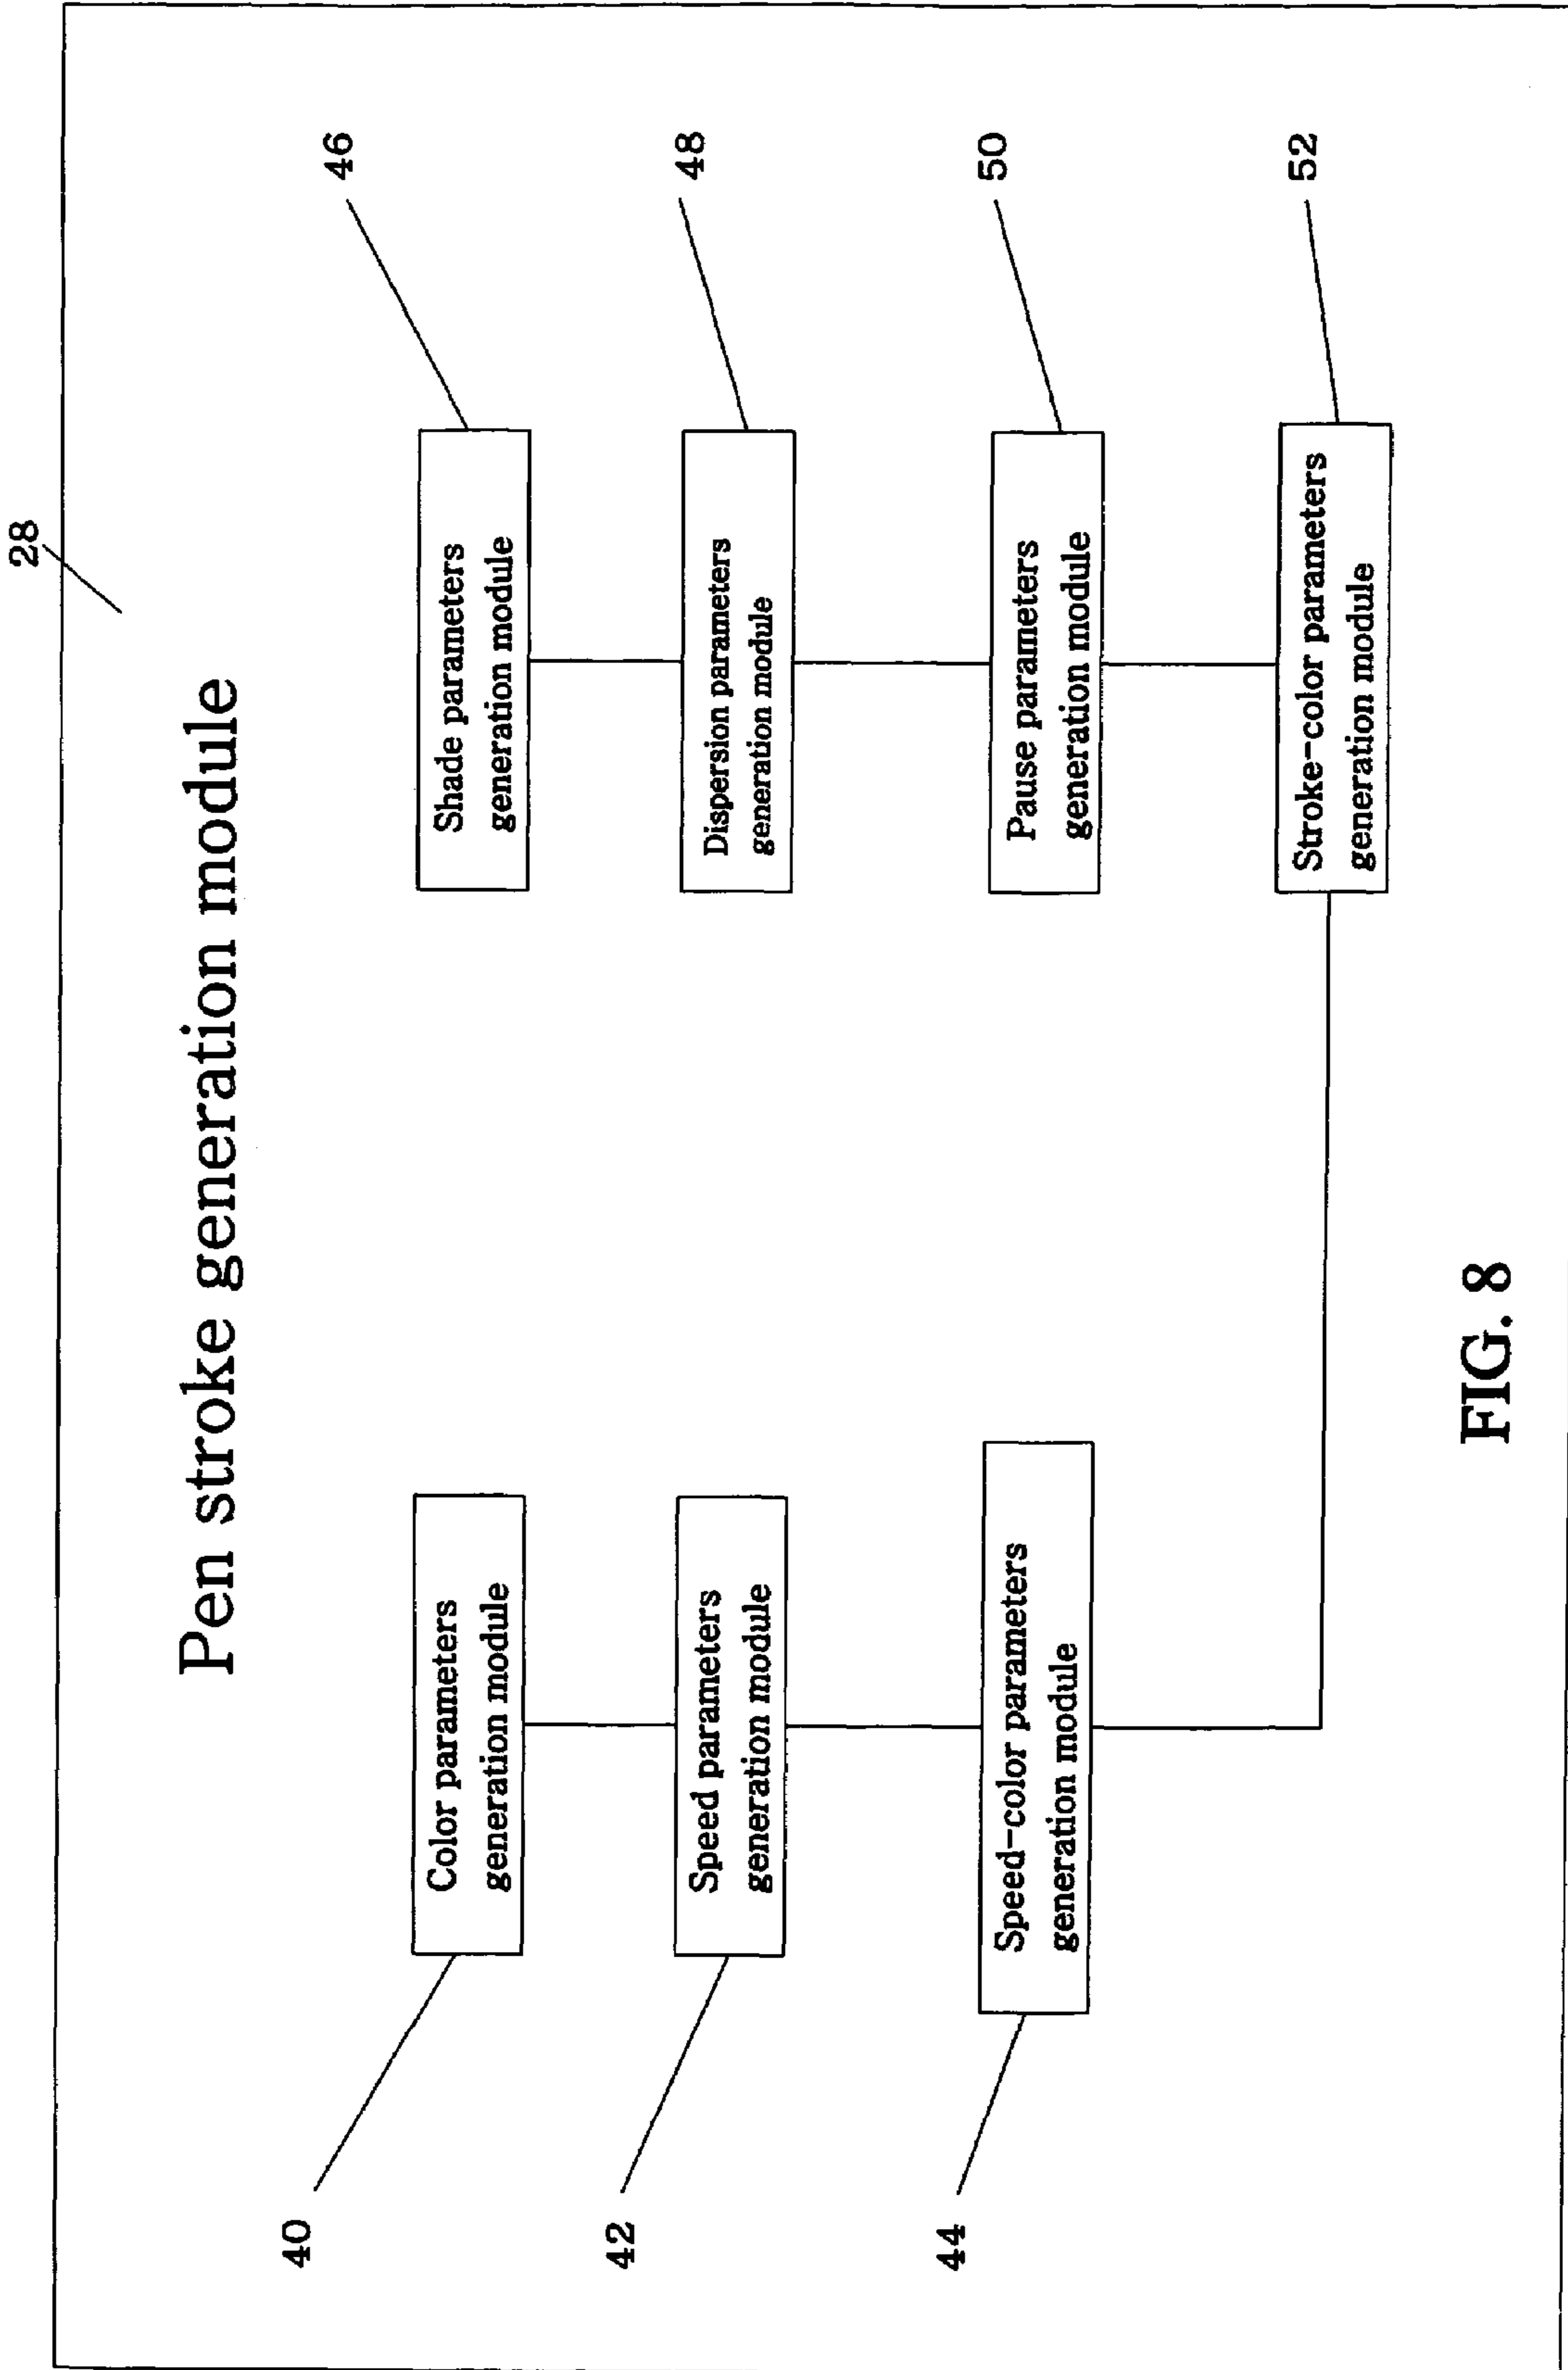 28
Pen stroke generation module
40
Color parameters
generation module
42
Speed parameters
generation module
44
Speed-color parameters
generation module
Shade parameters
generation module
46
Dispersion parameters
generation module
48
Pause parameters
generation module
50
Stroke-color parameters
generation module
52
FIG. 8